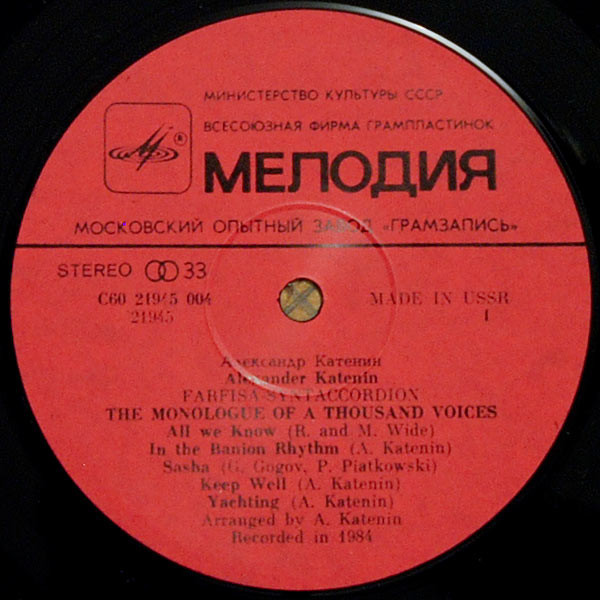 МИНИСТЕРСТВО КУЛЬТУРЫ СССР
ВСЕСОЮЗНАЯ ФИРМА ГРАМПЛАСТИНОК
®
МЕЛОДИЯ
МОСКОВСКИЙ ОПЫТНЫЙ ЗАВОД «ГРАМЗАПИСЬ»
STEREO 33
С60 21945 004 MADE IN USSR
21945 1
Александр Катенин
Alexander Katenin
FARFISA-SYNTACCORDION
THE MONOLOGUE OF A THOUSAND VOICES
All we Know (R. and M. Wide)
In the Banion Rhythm (A. Katenin)
Sasha (G. Gogov, P. Piatkowski)
Keep Well (A. Katenin)
Yachting (A. Katenin)
Arranged by A. Katenin
Recorded in 1984